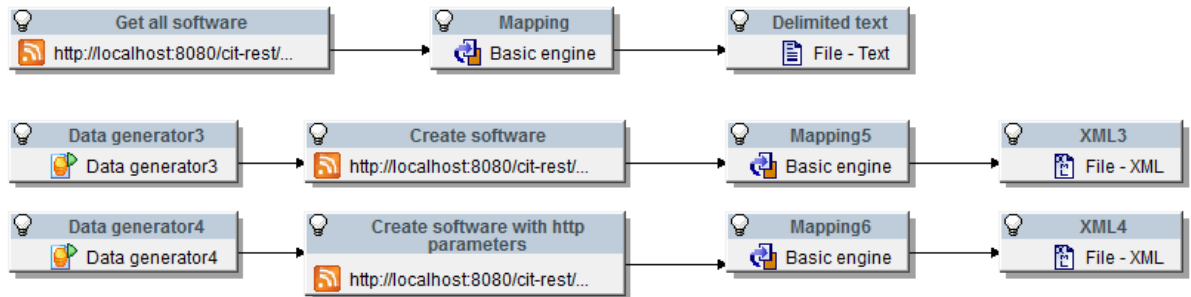 Get all software
http://localhost:8080/cit-rest/...
Mapping
Basic engine
Delimited text
File - Text
Data generator3
Data generator3
Create software
http://localhost:8080/cit-rest/...
Mapping5
Basic engine
XML3
File - XML
Data generator4
Data generator4
Create software with http
parameters
http://localhost:8080/cit-rest/...
Mapping6
Basic engine
XML4
File - XML